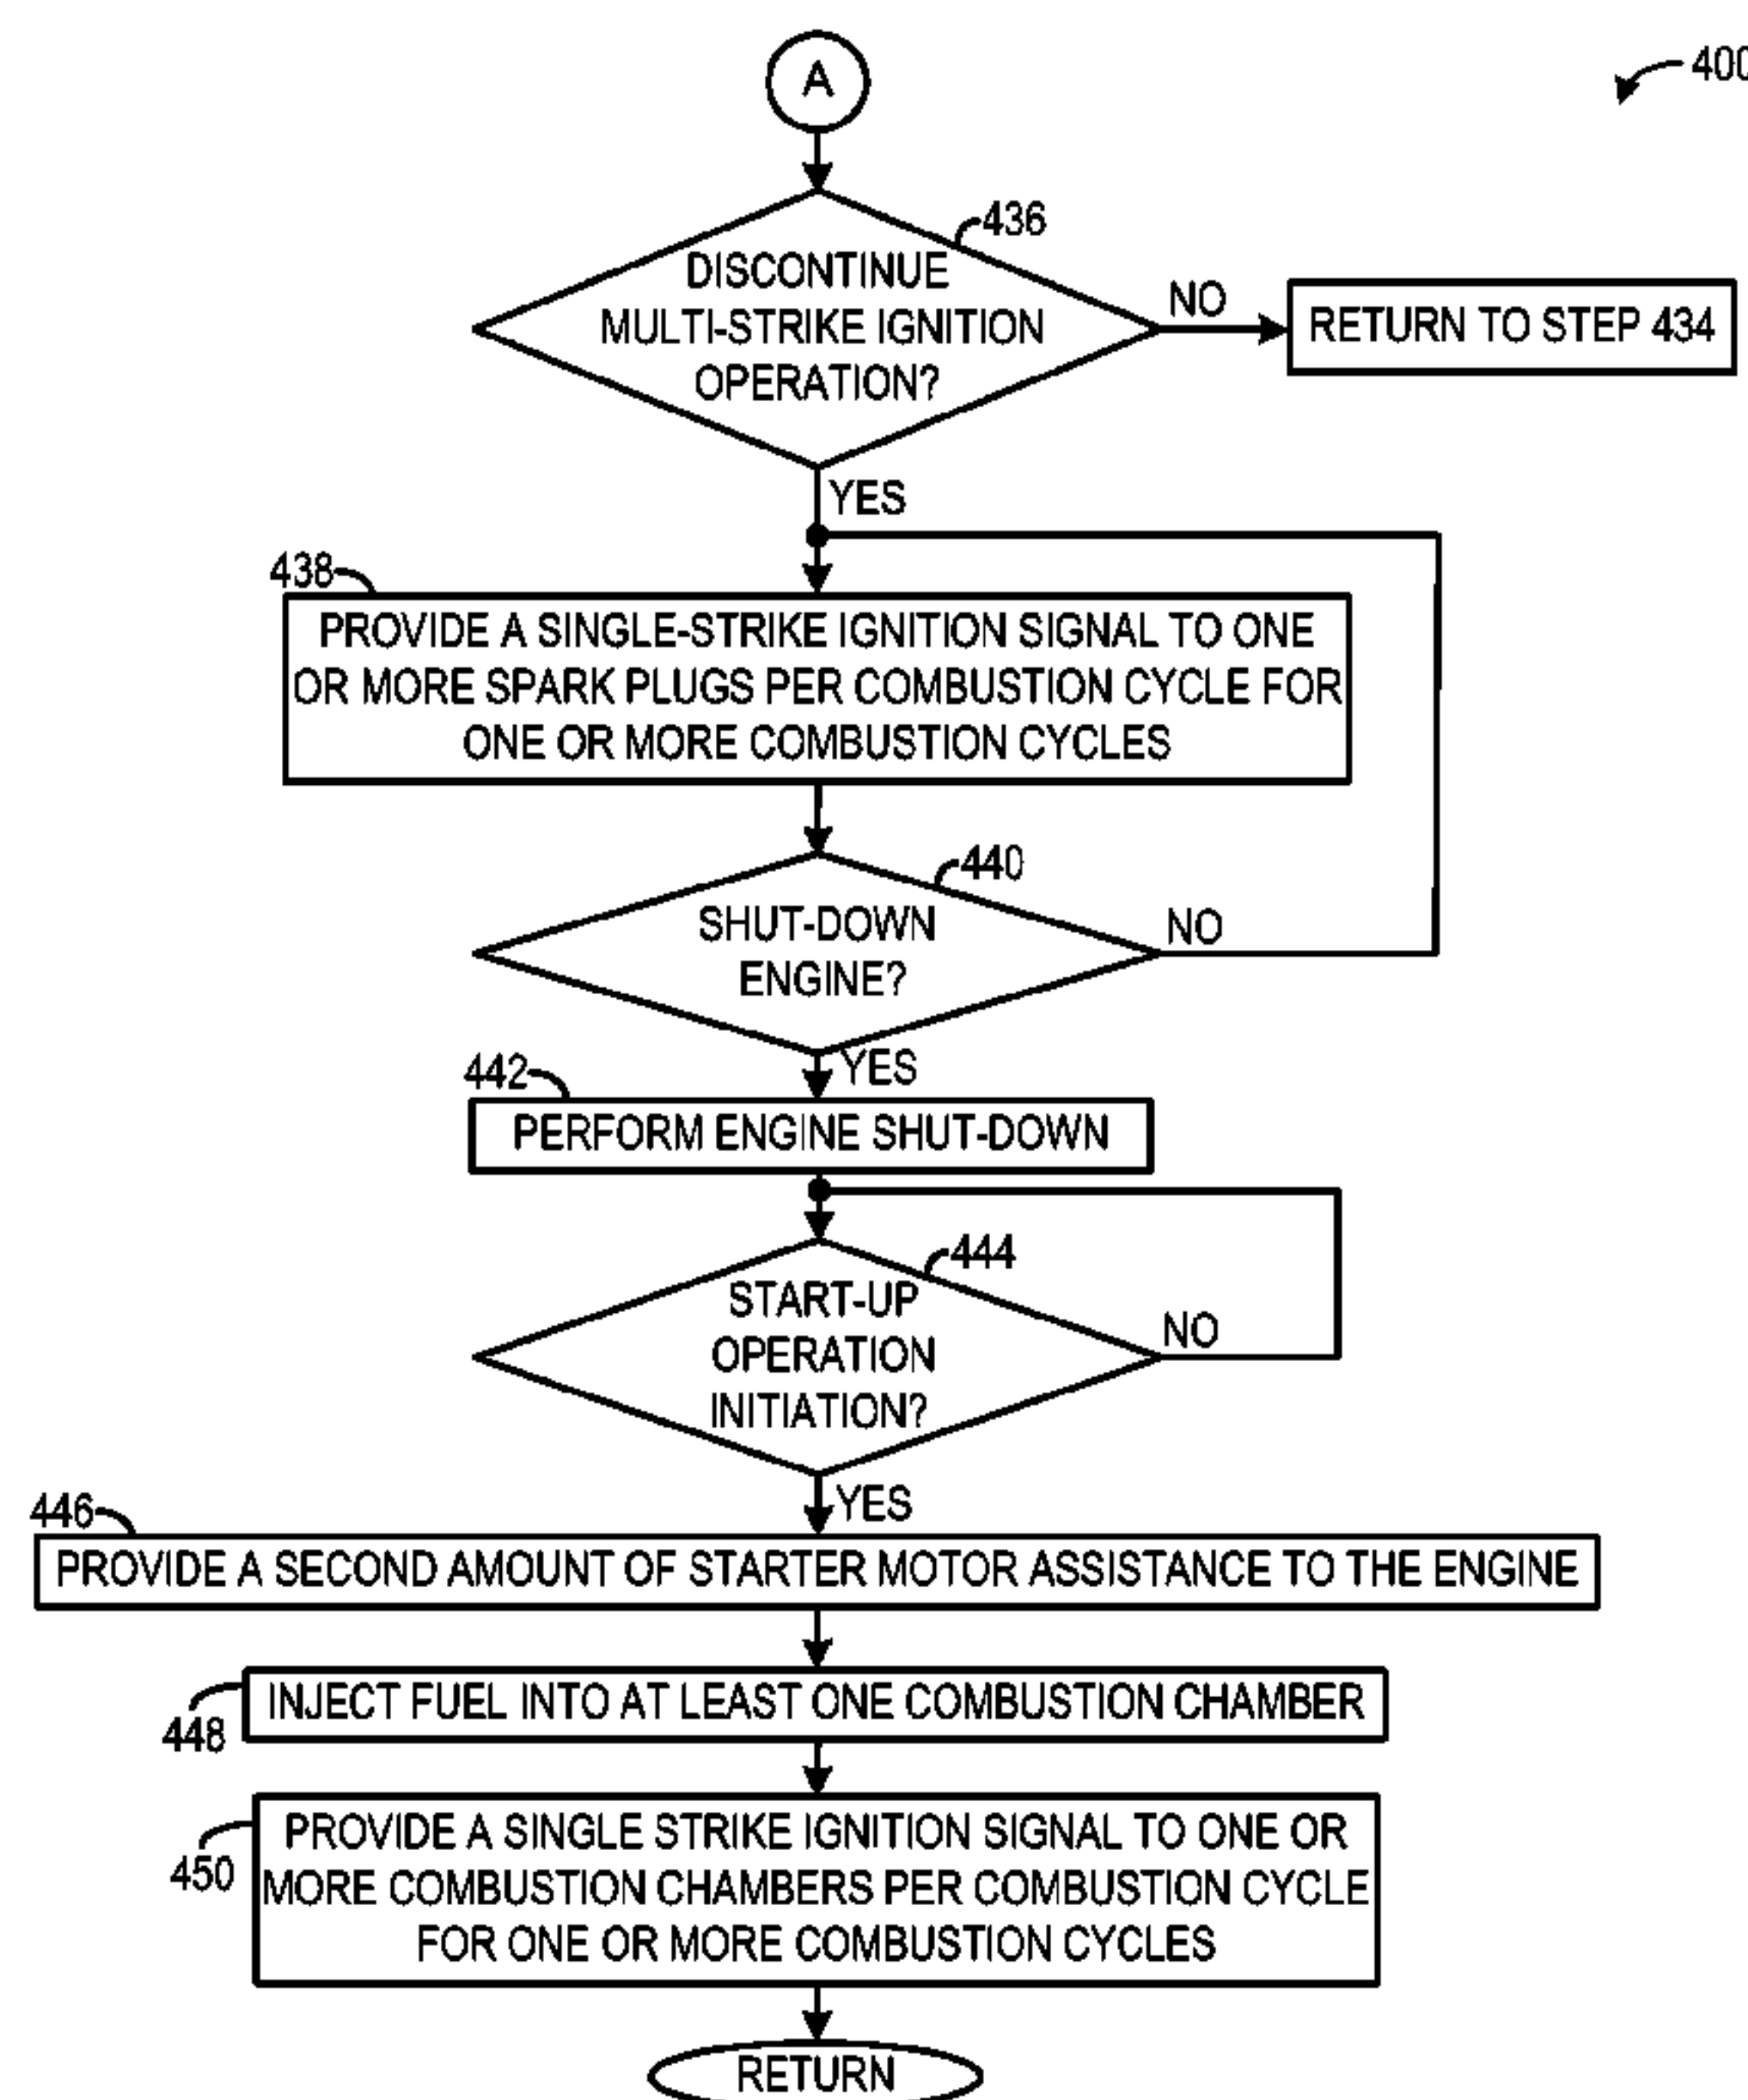 A
400
436
DISCONTINUE
MULTI-STRIKE IGNITION
OPERATION?
NO
RETURN TO STEP 434
YES
438
PROVIDE A SINGLE-STRIKE IGNITION SIGNAL TO ONE
OR MORE SPARK PLUGS PER COMBUSTION CYCLE FOR
ONE OR MORE COMBUSTION CYCLES
440
SHUT-DOWN
ENGINE?
NO
YES
442
PERFORM ENGINE SHUT-DOWN
444
START-UP
OPERATION
INITIATION?
NO
YES
446
PROVIDE A SECOND AMOUNT OF STARTER MOTOR ASSISTANCE TO THE ENGINE
448
INJECT FUEL INTO AT LEAST ONE COMBUSTION CHAMBER
450
PROVIDE A SINGLE STRIKE IGNITION SIGNAL TO ONE OR
MORE COMBUSTION CHAMBERS PER COMBUSTION CYCLE
FOR ONE OR MORE COMBUSTION CYCLES
RETURN